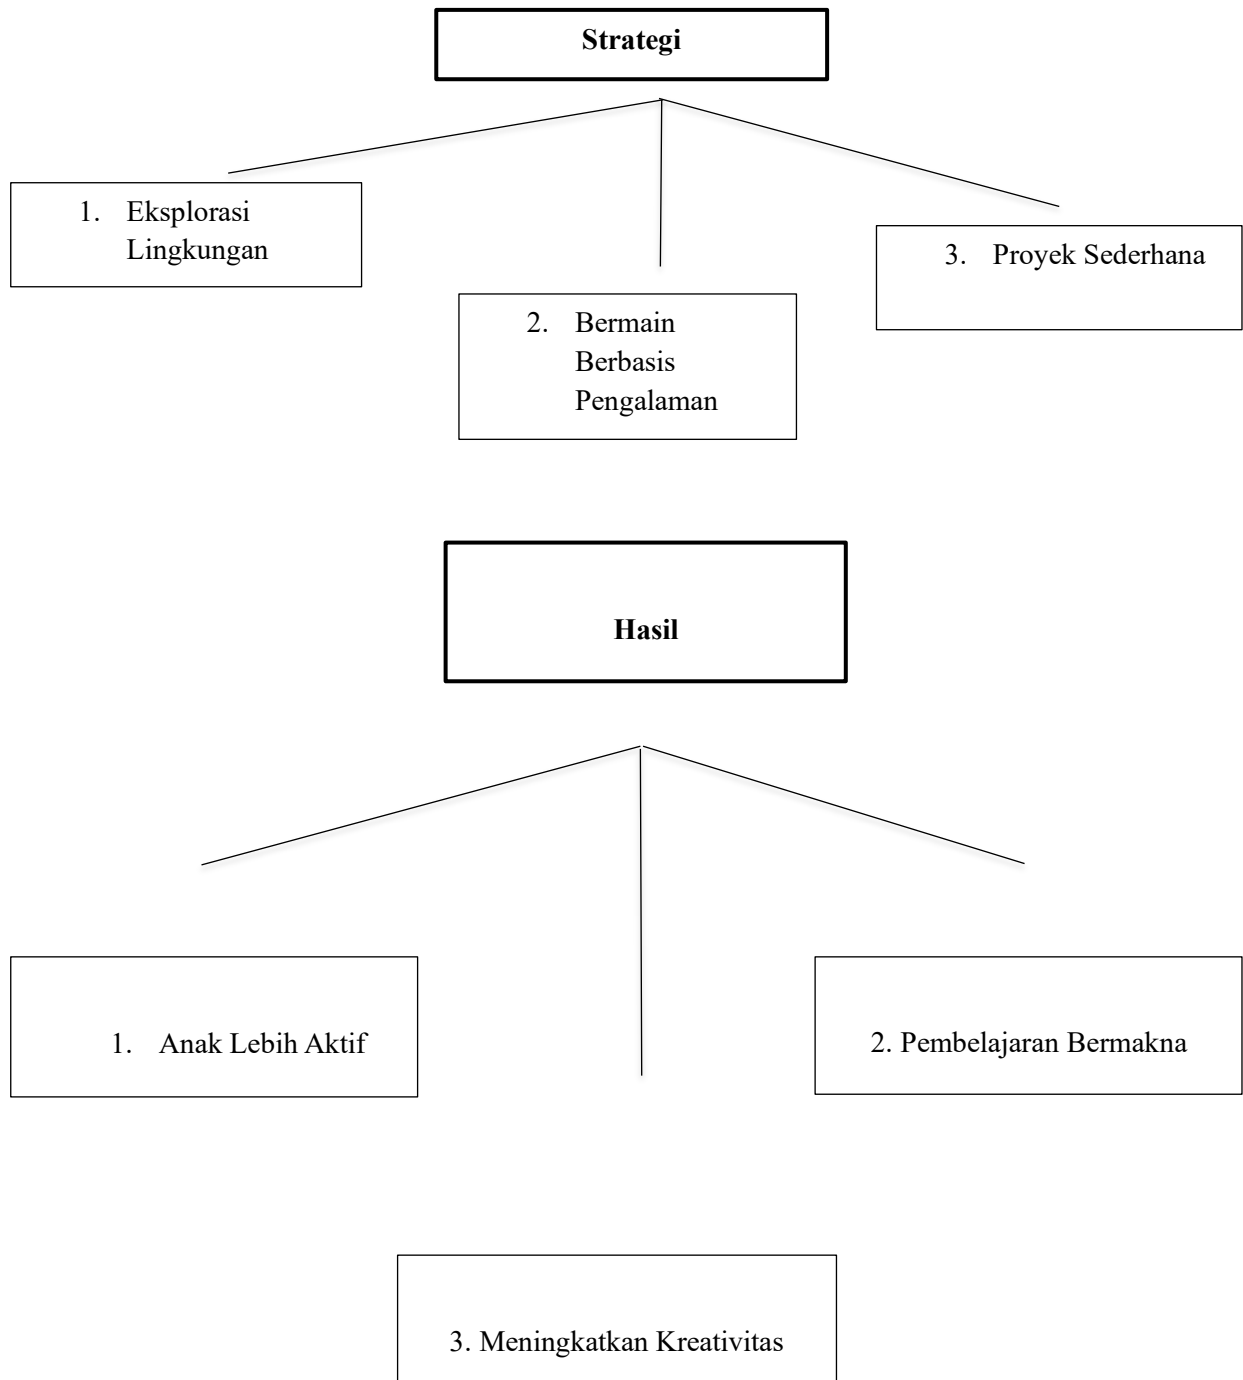 Strategi
1. Eksplorasi
Lingkungan
2. Bermain
Berbasis
Pengalaman
3. Proyek Sederhana
Hasil
1. Anak Lebih Aktif
2. Pembelajaran Bermakna
3. Meningkatkan Kreativitas